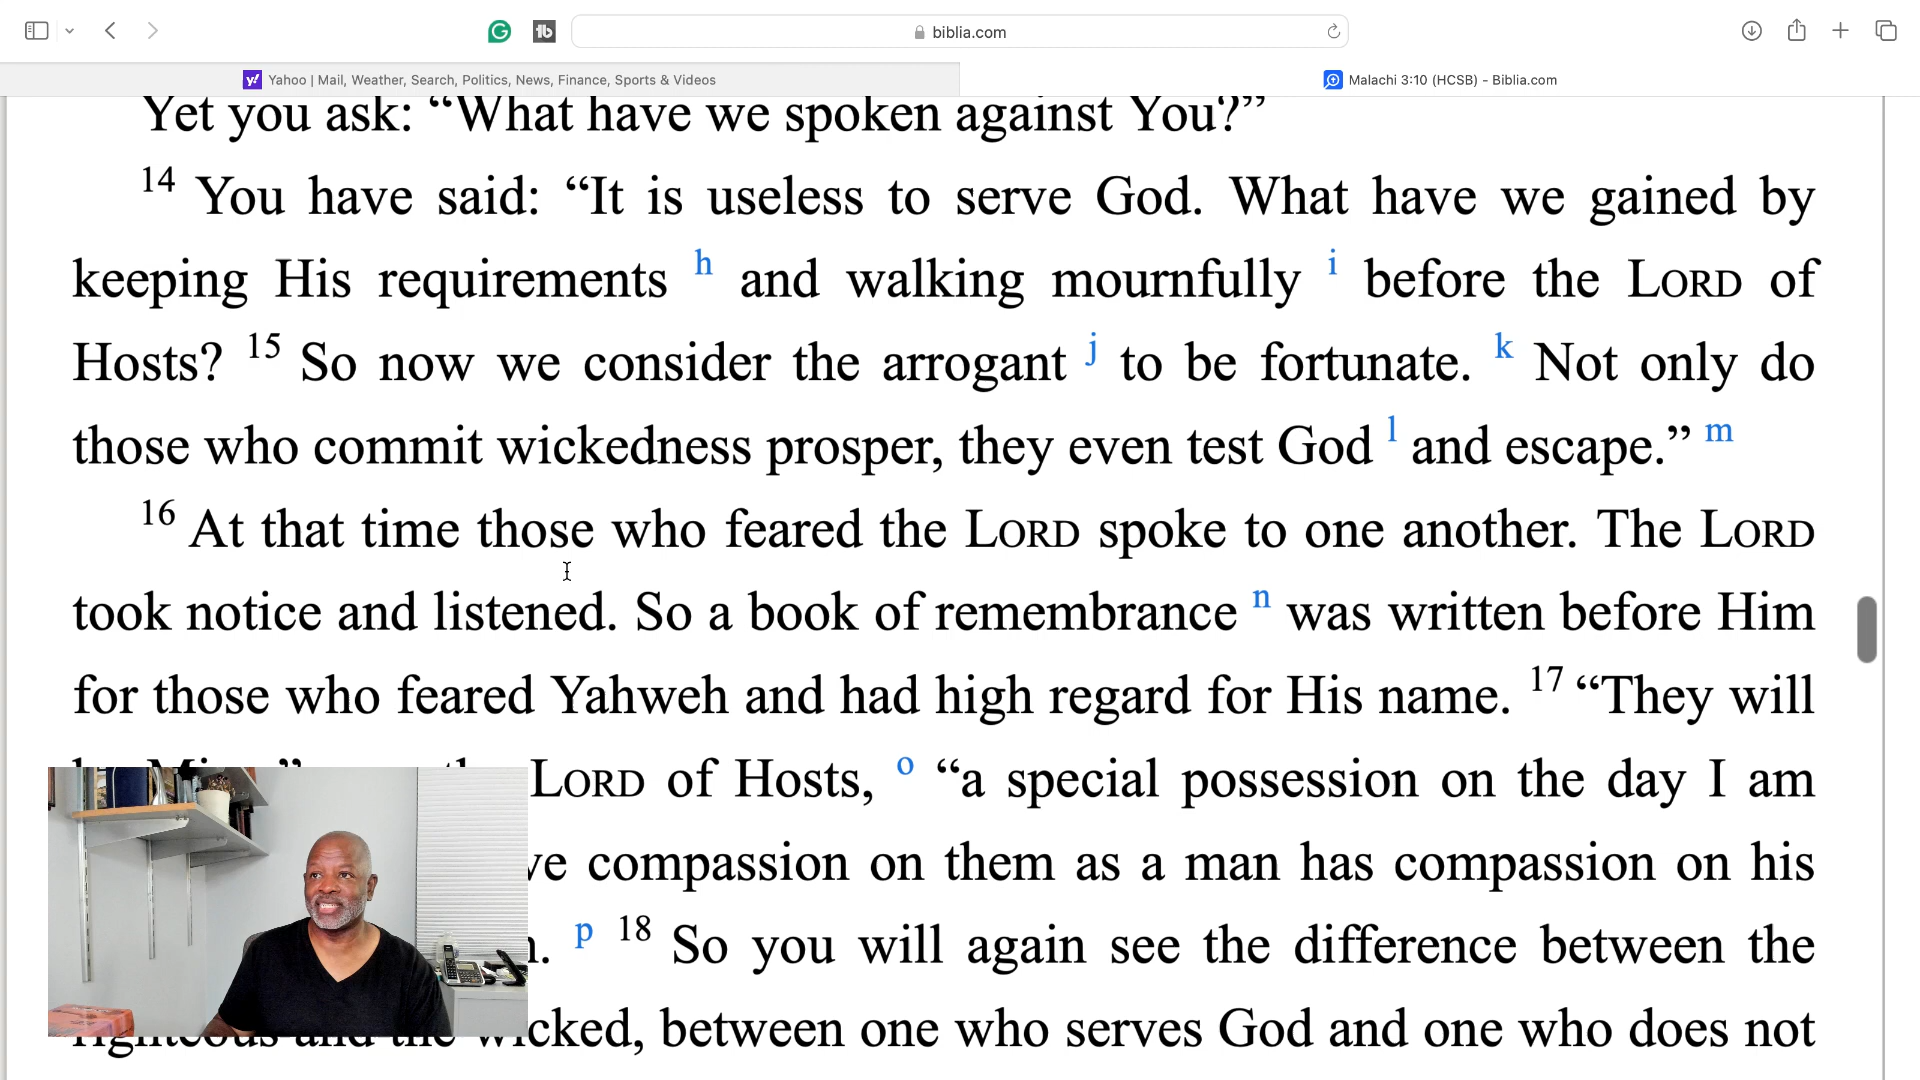 biblia.com
Yahoo | Mail, Weather, Search, Politics, News, Finance, Sports & Videos
Malachi 3:10 (HCSB) - Biblia.com
Yet you ask: “What have we spoken against You?”
14 You have said: “It is useless to serve God. What have we gained by
keeping His requirements h and walking mournfully i before the LORD of
Hosts? 15 So now we consider the arrogant j to be fortunate. k Not only do
those who commit wickedness prosper, they even test God l and escape.” m
16 At that time those who feared the LORD spoke to one another. The LORD
took notice and listened. So a book of remembrance n was written before Him
for those who feared Yahweh and had high regard for His name. 17 “They will
LORD of Hosts, o “a special possession on the day I am
compassion on them as a man has compassion on his
p 18 So you will again see the difference between the
righteous and the wicked, between one who serves God and one who does not